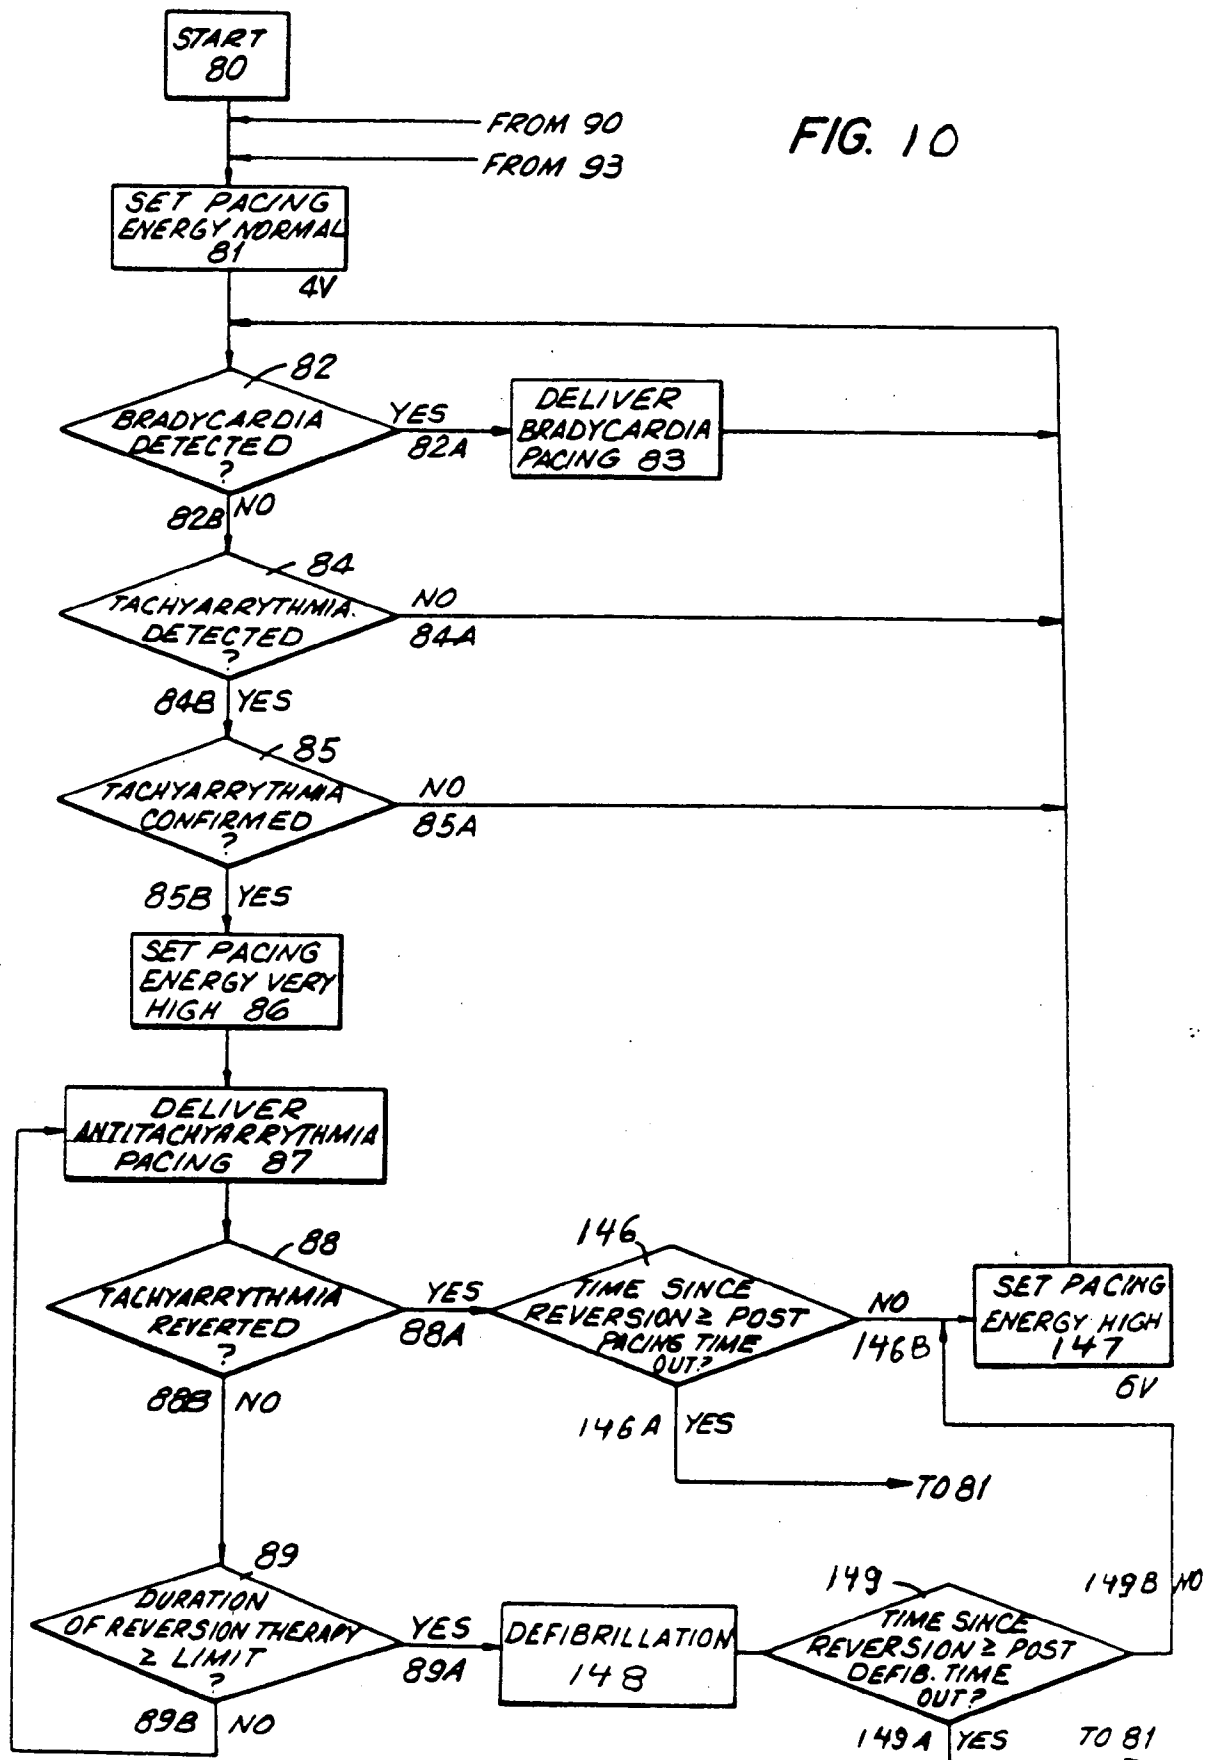 START
80
FROM 90
FIG. 10
FROM 93
SET PACING
ENERGY NORMAL
81
4V
82
BRADYCARDIA
DETECTED
?
YES
82A
DELIVER
BRADYCARDIA
PACING 83
82B NO
84
TACHYARRYTHMIA
DETECTED
?
NO
84A
84B YES
85
TACHYARRYTHMIA
CONFIRMED
?
NO
85A
85B YES
SET PACING
ENERGY VERY
HIGH 86
DELIVER
ANTITACHYARRYTHMIA
PACING 87
88
TACHYARRYTHMIA
REVERTED
?
YES
88A
146
TIME SINCE
REVERSION ≥ POST
PACING TIME
OUT?
NO
146B
SET PACING
ENERGY HIGH
147
6V
88B NO
146A YES
TO 81
89
DURATION
OF REVERSION THERAPY
≥ LIMIT
?
YES
89A
DEFIBRILLATION
148
149
TIME SINCE
REVERSION ≥ POST
DEFIB. TIME
OUT?
149B NO
89B NO
149A YES
TO 81